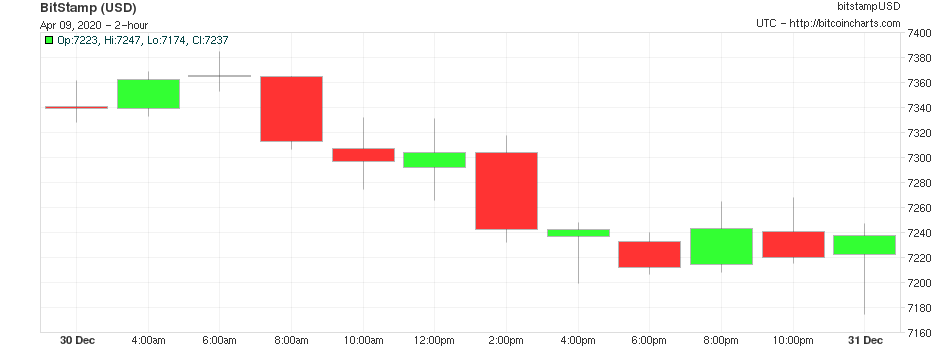 BitStamp (USD)
bitstampUSD
Apr 09, 2020 - 2-hour
UTC - http://bitcoincharts.com
Op:7223, Hi:7247, Lo:7174, Cl:7237
7400
7380
7360
7340
7320
7300
7280
7260
7240
7220
7200
7180
7160
30 Dec 4:00am 6:00am 8:00am 10:00am 12:00pm 2:00pm 4:00pm 6:00pm 8:00pm 10:00pm 31 Dec